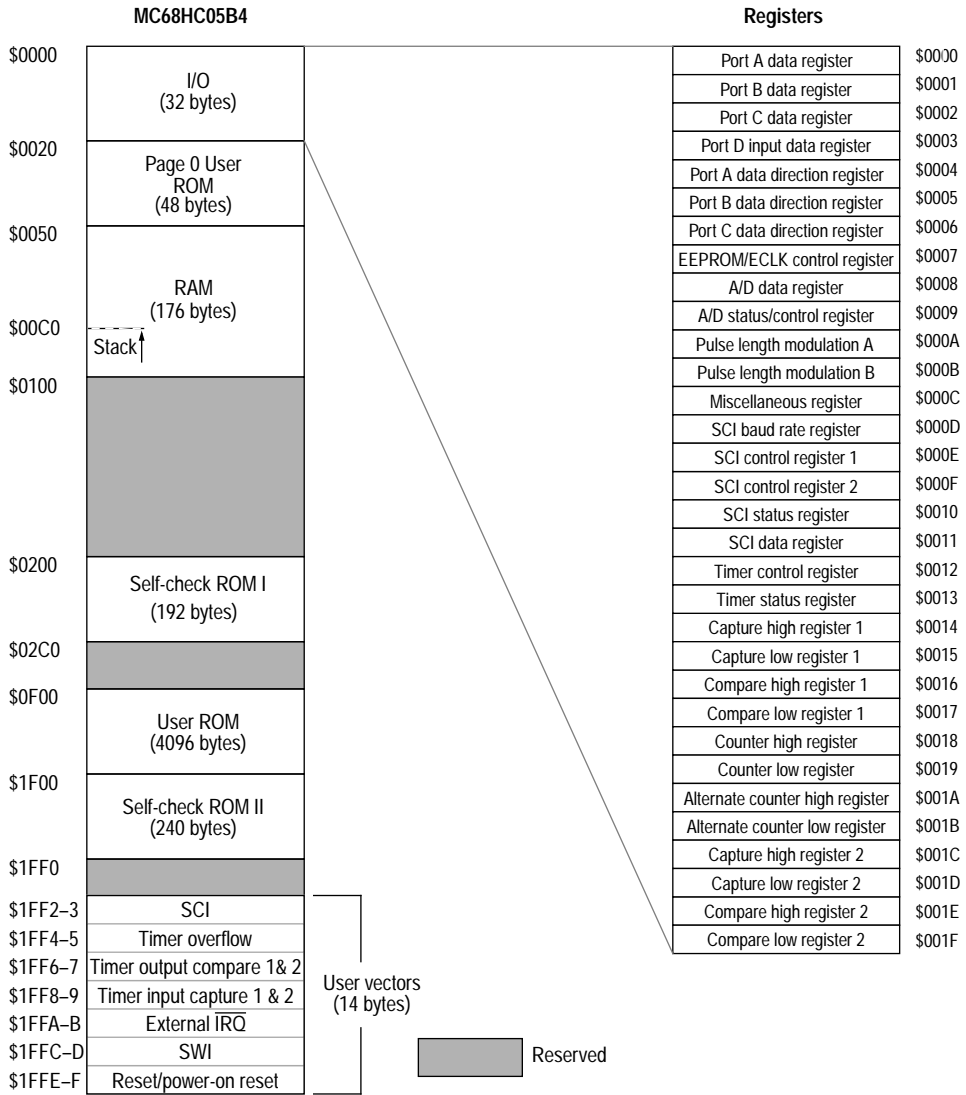 MC68HC05B4
$0000
I/O
(32 bytes)
$0020
Page 0 User
ROM
(48 bytes)
$0050
RAM
(176 bytes)
$00C0
Stack
$0100
$0200
Self-check ROM I
(192 bytes)
$02C0
$0F00
User ROM
(4096 bytes)
$1F00
Self-check ROM II
(240 bytes)
$1FF0
$1FF2–3 SCI
$1FF4–5 Timer overflow
$1FF6–7 Timer output compare 1& 2
$1FF8–9 Timer input capture 1 & 2
$1FFA–B External IRQ
$1FFC–D SWI
$1FFE–F Reset/power-on reset
User vectors
(14 bytes)
Reserved
Registers
Port A data register $0000
Port B data register $0001
Port C data register $0002
Port D input data register $0003
Port A data direction register $0004
Port B data direction register $0005
Port C data direction register $0006
EEPROM/ECLK control register $0007
A/D data register $0008
A/D status/control register $0009
Pulse length modulation A $000A
Pulse length modulation B $000B
Miscellaneous register $000C
SCI baud rate register $000D
SCI control register 1 $000E
SCI control register 2 $000F
SCI status register $0010
SCI data register $0011
Timer control register $0012
Timer status register $0013
Capture high register 1 $0014
Capture low register 1 $0015
Compare high register 1 $0016
Compare low register 1 $0017
Counter high register $0018
Counter low register $0019
Alternate counter high register $001A
Alternate counter low register $001B
Capture high register 2 $001C
Capture low register 2 $001D
Compare high register 2 $001E
Compare low register 2 $001F